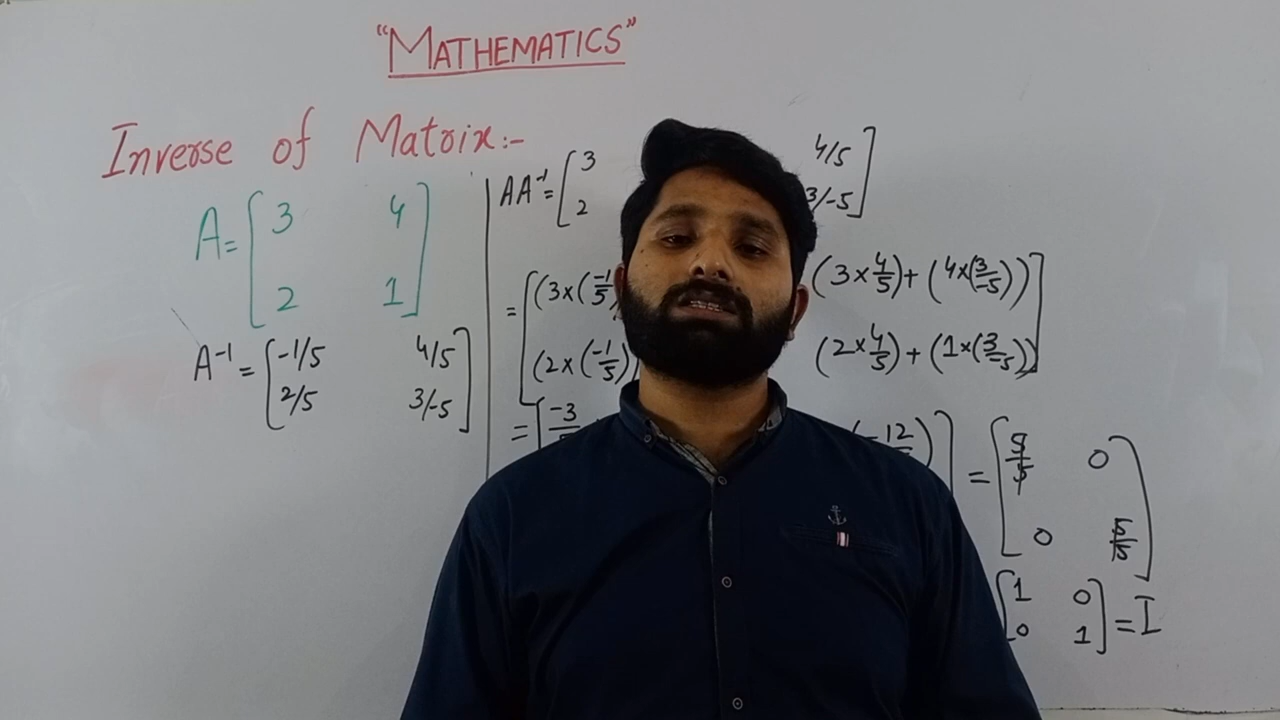 "MATHEMATICS"
Inverse of Matrix:-
A = [ 3 4
2 1 ]
A⁻¹ = [ -1/5 4/5
2/5 3/-5 ]
AA⁻¹ = [ 3 4/5 ]
2 3/-5
= [ (3×(-1/5) (3×4/5)+(4×(3/-5)) ]
(2×(-1/5) (2×4/5)+(1×(3/-5))
= [ -3 (-12) ] = [ 5/5 0
0 5/5 ]
[ 1 0
0 1 ] = I